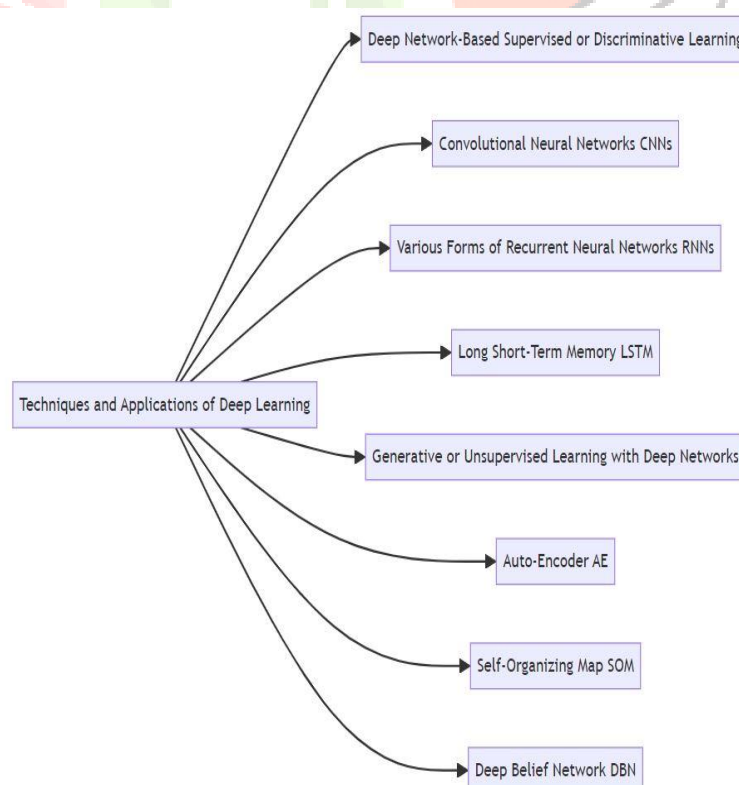 Deep Network-Based Supervised or Discriminative Learning
Convolutional Neural Networks CNNs
Various Forms of Recurrent Neural Networks RNNs
Long Short-Term Memory LSTM
Techniques and Applications of Deep Learning
Generative or Unsupervised Learning with Deep Networks
Auto-Encoder AE
Self-Organizing Map SOM
Deep Belief Network DBN